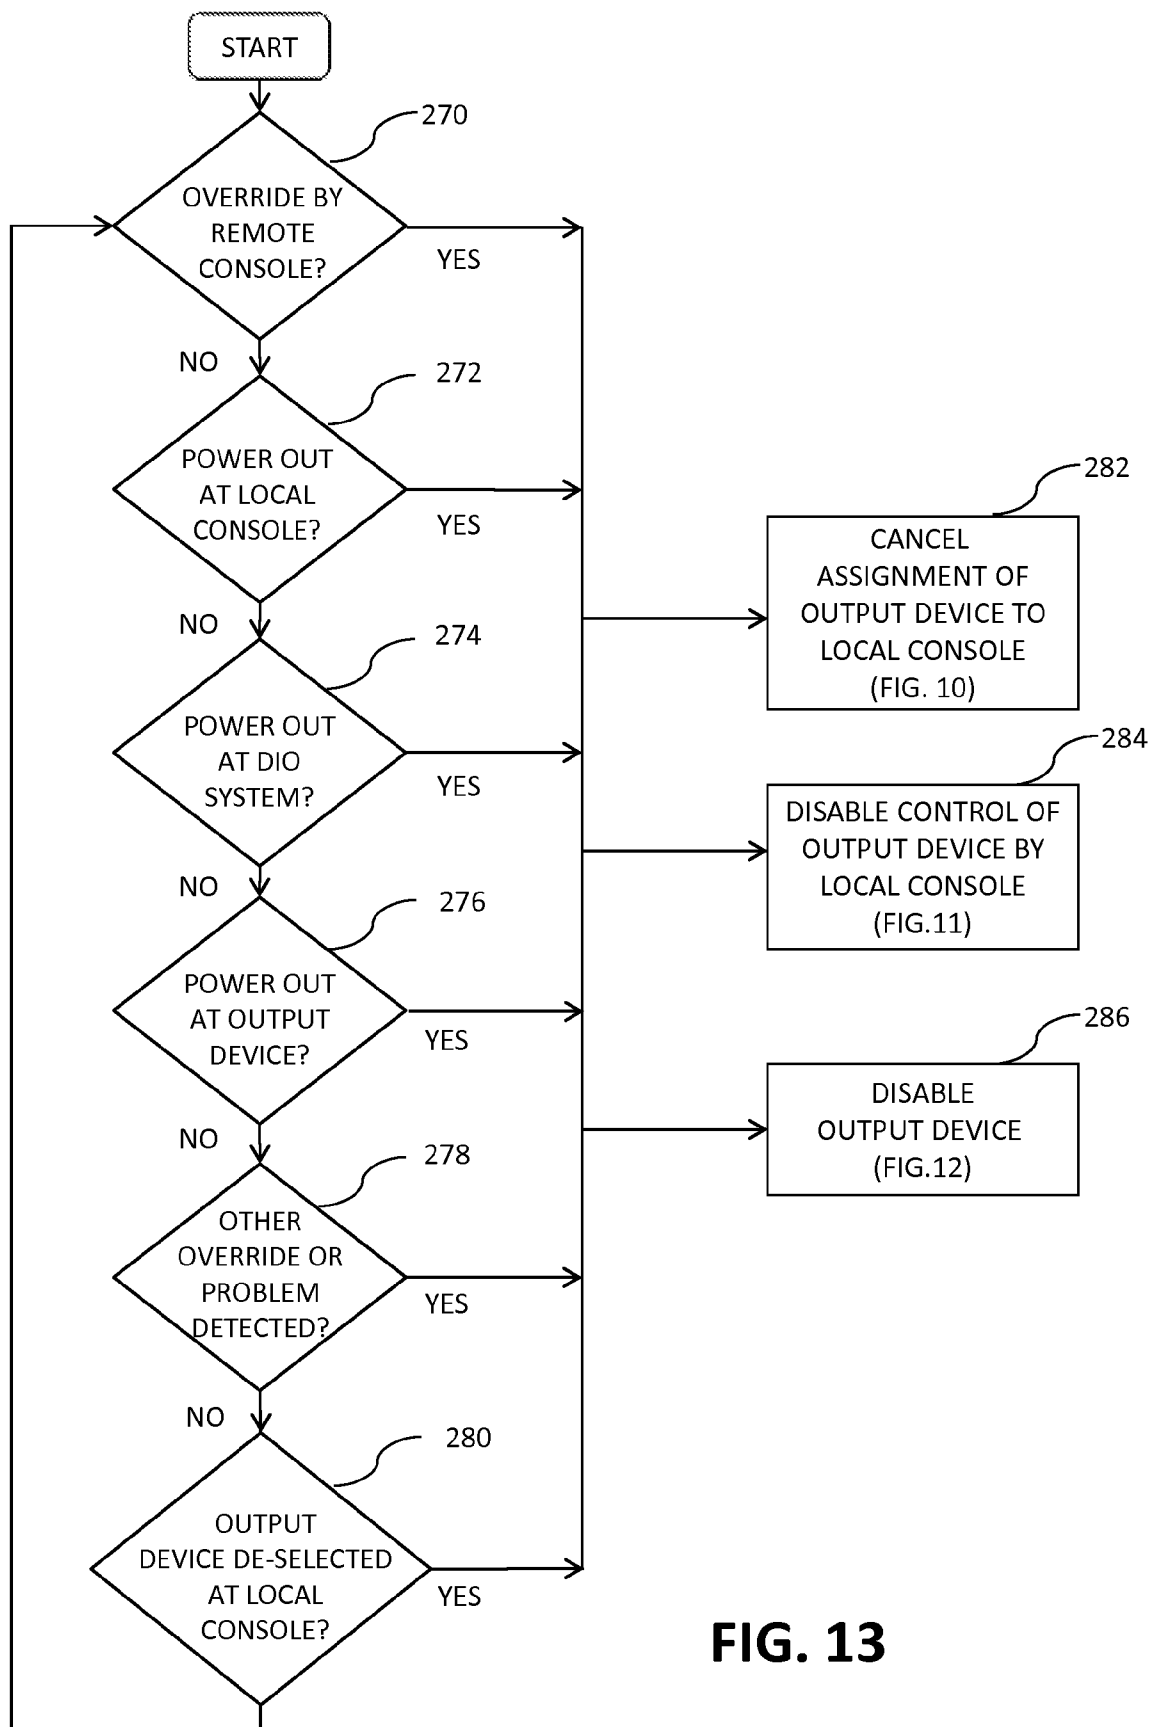 START
270
OVERRIDE BY
REMOTE
CONSOLE?
YES
NO
272
POWER OUT
AT LOCAL
CONSOLE?
YES
NO
274
POWER OUT
AT DIO
SYSTEM?
YES
NO
276
POWER OUT
AT OUTPUT
DEVICE?
YES
NO
278
OTHER
OVERRIDE OR
PROBLEM
DETECTED?
YES
NO
280
OUTPUT
DEVICE DE-SELECTED
AT LOCAL
CONSOLE?
YES
282
CANCEL
ASSIGNMENT OF
OUTPUT DEVICE TO
LOCAL CONSOLE
(FIG. 10)
284
DISABLE CONTROL OF
OUTPUT DEVICE BY
LOCAL CONSOLE
(FIG.11)
286
DISABLE
OUTPUT DEVICE
(FIG.12)
FIG. 13